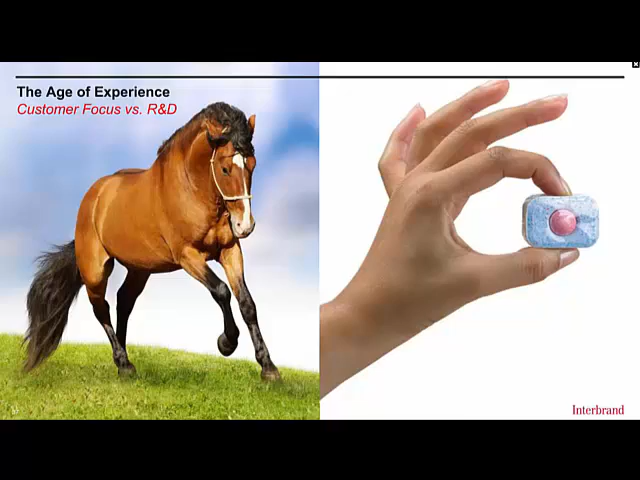 The Age of Experience
Customer Focus vs. R&D
Interbrand